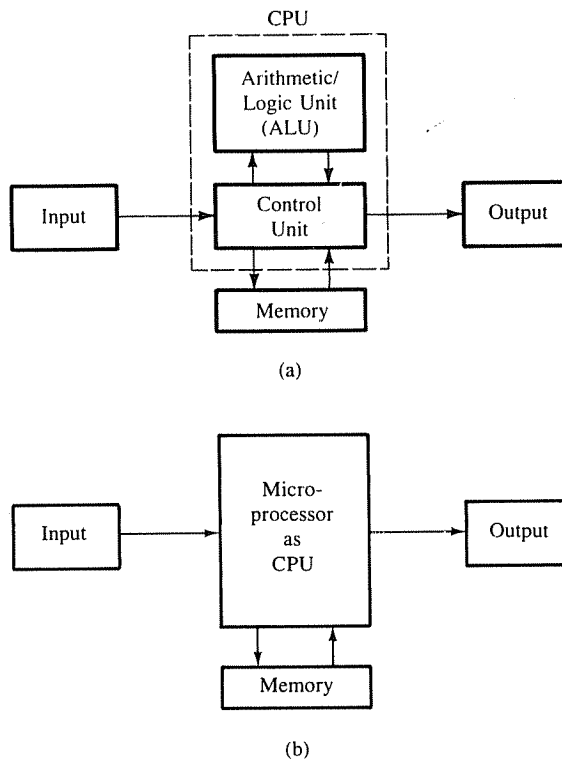 CPU
Arithmetic/
Logic Unit
(ALU)
Input
Control
Unit
Output
Memory
(a)
Input
Micro-
processor
as
CPU
Output
Memory
(b)